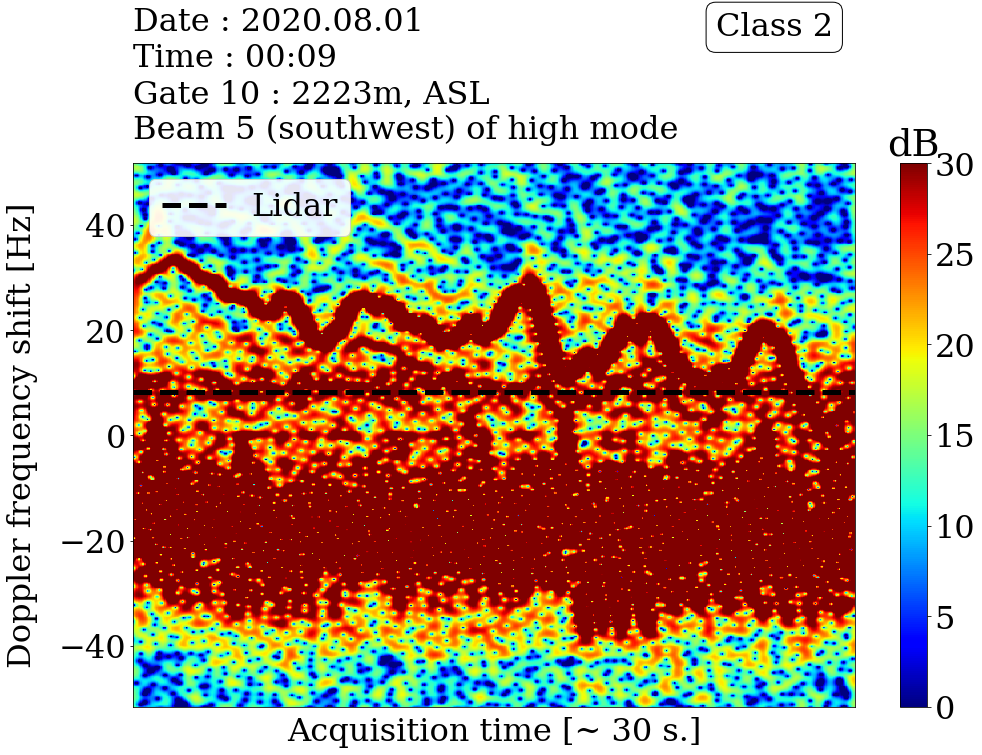 Date : 2020.08.01
Time : 00:09
Gate 10 : 2223m, ASL
Beam 5 (southwest) of high mode
Class 2
dB
Lidar
Doppler frequency shift [Hz]
40
20
0
−20
−40
30
25
20
15
10
5
0
Acquisition time [~ 30 s.]